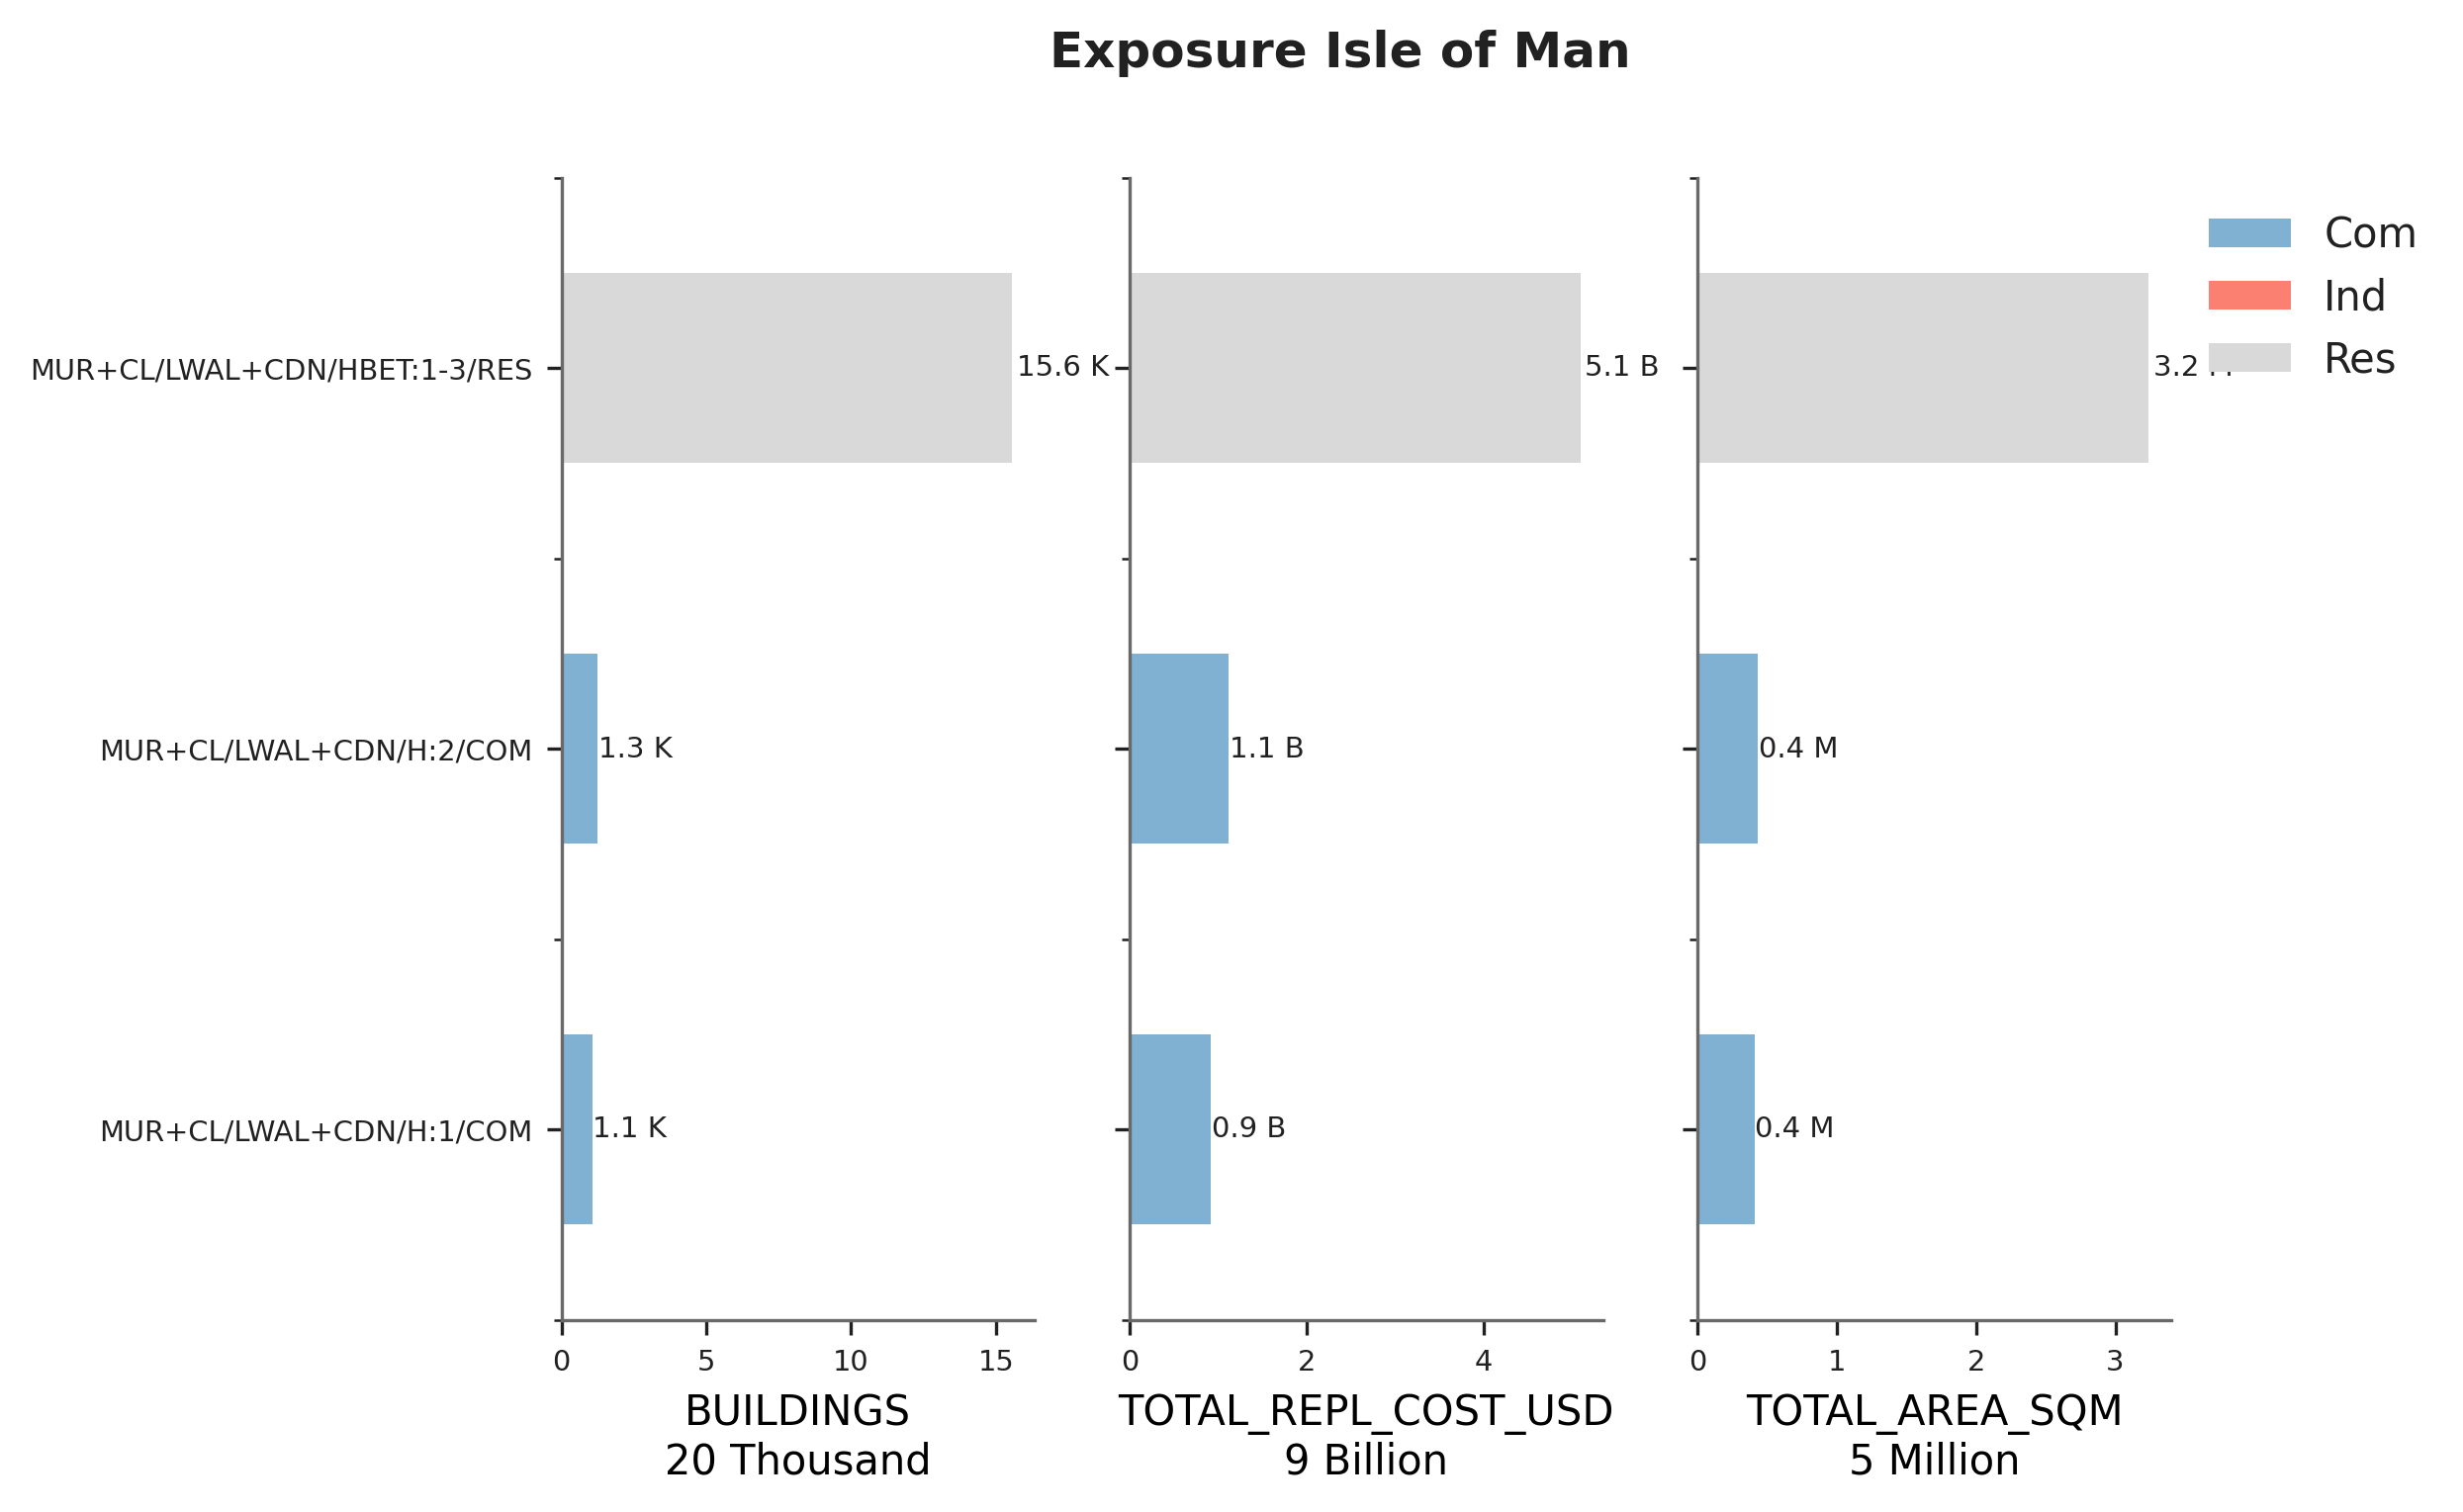 Exposure Isle of Man
Com
Ind
Res
MUR+CL/LWAL+CDN/HBET:1-3/RES
15.6 K
5.1 B
3.2
MUR+CL/LWAL+CDN/H:2/COM
1.3 K
1.1 B
0.4 M
MUR+CL/LWAL+CDN/H:1/COM
1.1 K
0.9 B
0.4 M
0 5 10 15
0 2 4
0 1 2 3
BUILDINGS
20 Thousand
TOTAL_REPL_COST_USD
9 Billion
TOTAL_AREA_SQM
5 Million